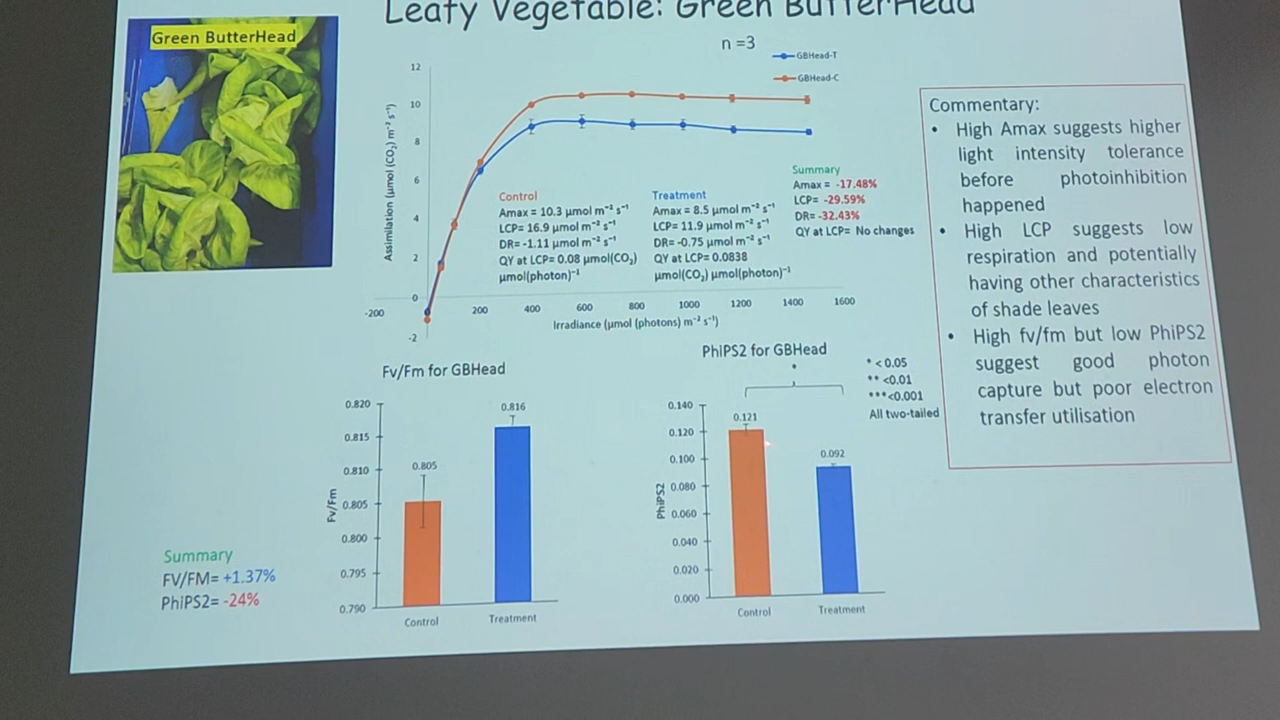 Leafy Vegetable: Green ButterHead
Green ButterHead
n =3
GBHead-T
GBHead-C
Assimilation (µmol (CO₂) m⁻² s⁻¹)
12
10
8
6
4
2
0
-2
-200
200
400
600
800
1000
1200
1400
1600
Irradiance (µmol (photons) m⁻² s⁻¹)
Control
Amax = 10.3 µmol m⁻² s⁻¹
LCP= 16.9 µmol m⁻² s⁻¹
DR= -1.11 µmol m⁻² s⁻¹
QY at LCP= 0.08 µmol(CO₂)
µmol(photon)⁻¹
Treatment
Amax = 8.5 µmol m⁻² s⁻¹
LCP= 11.9 µmol m⁻² s⁻¹
DR= -0.75 µmol m⁻² s⁻¹
QY at LCP= 0.0838
µmol(CO₂) µmol(photon)⁻¹
Summary
Amax = -17.48%
LCP= -29.59%
DR= -32.43%
QY at LCP= No changes
Commentary:
• High Amax suggests higher
light intensity tolerance
before photoinhibition
happened
• High LCP suggests low
respiration and potentially
having other characteristics
of shade leaves
• High fv/fm but low PhiPS2
suggest good photon
capture but poor electron
transfer utilisation
Fv/Fm for GBHead
Fv/Fm
0.820
0.815
0.810
0.805
0.800
0.795
0.790
0.805
0.816
Control
Treatment
PhiPS2 for GBHead
*
PhiPS2
0.140
0.120
0.100
0.080
0.060
0.040
0.020
0.000
0.121
0.092
Control
Treatment
* < 0.05
** <0.01
***<0.001
All two-tailed
Summary
FV/FM= +1.37%
PhiPS2= -24%